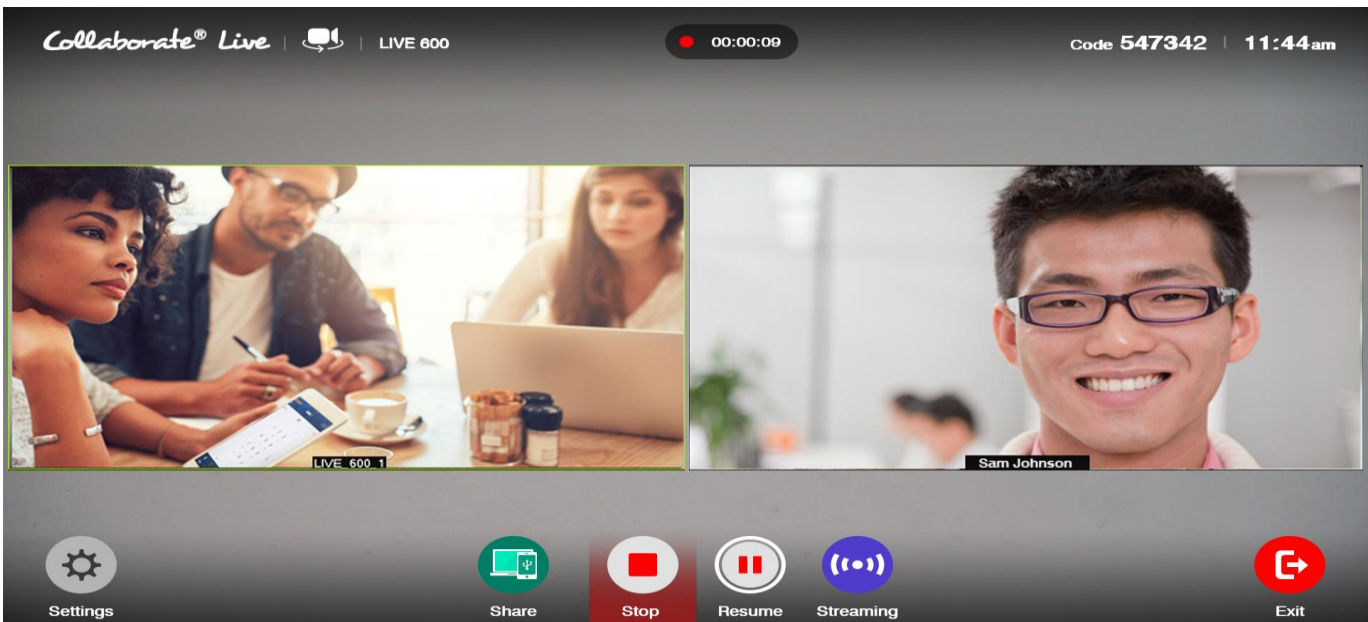 Collaborate® Live | LIVE 600
00:00:09
Code 547342 | 11:44am
LIVE_600_1
Sam Johnson
Settings
Share
Stop
Resume
Streaming
Exit